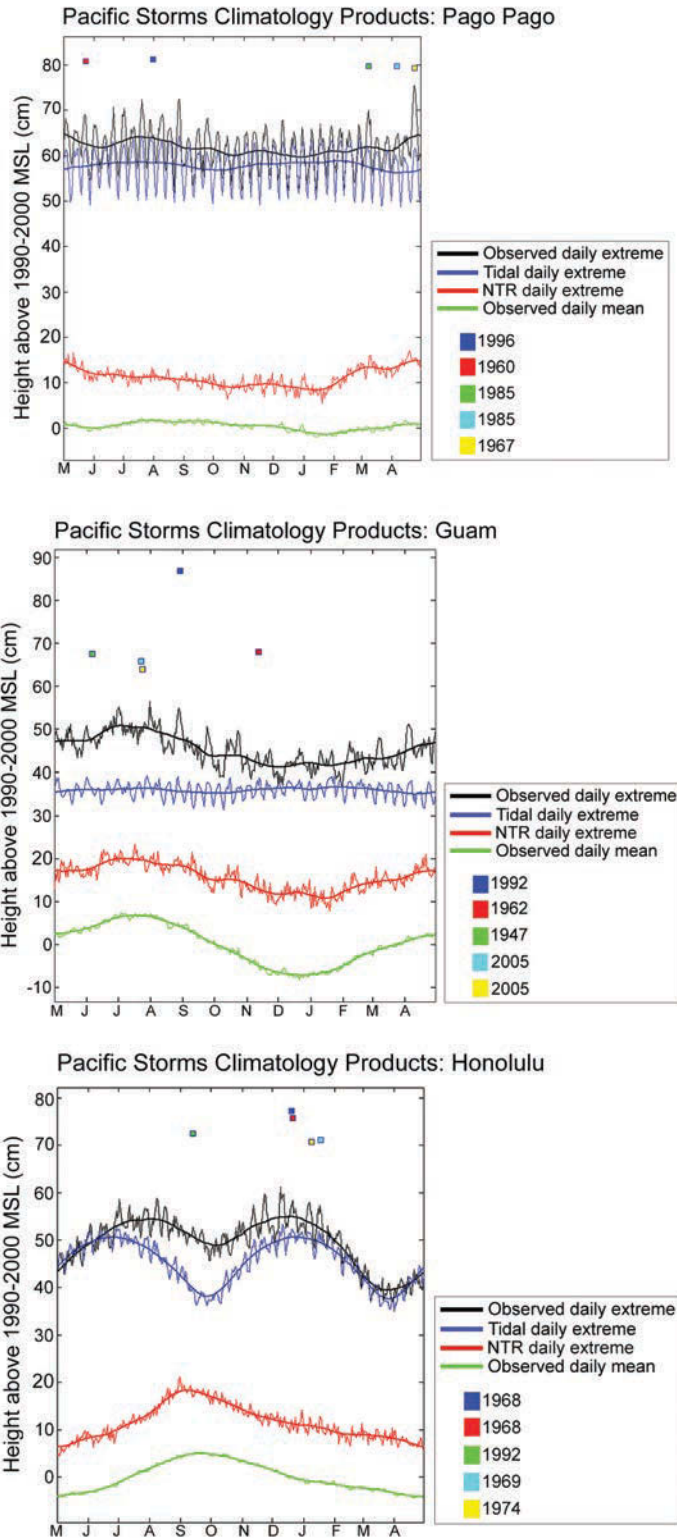 Pacific Storms Climatology Products: Pago Pago
Height above 1990-2000 MSL (cm)
80
70
60
50
40
30
20
10
0
M J J A S O N D J F M A
Observed daily extreme
Tidal daily extreme
NTR daily extreme
Observed daily mean
1996
1960
1985
1985
1967
Pacific Storms Climatology Products: Guam
Height above 1990-2000 MSL (cm)
90
80
70
60
50
40
30
20
10
0
-10
M J J A S O N D J F M A
Observed daily extreme
Tidal daily extreme
NTR daily extreme
Observed daily mean
1992
1962
1947
2005
2005
Pacific Storms Climatology Products: Honolulu
Height above 1990-2000 MSL (cm)
80
70
60
50
40
30
20
10
0
M J J A S O N D J F M A
Observed daily extreme
Tidal daily extreme
NTR daily extreme
Observed daily mean
1968
1968
1992
1969
1974